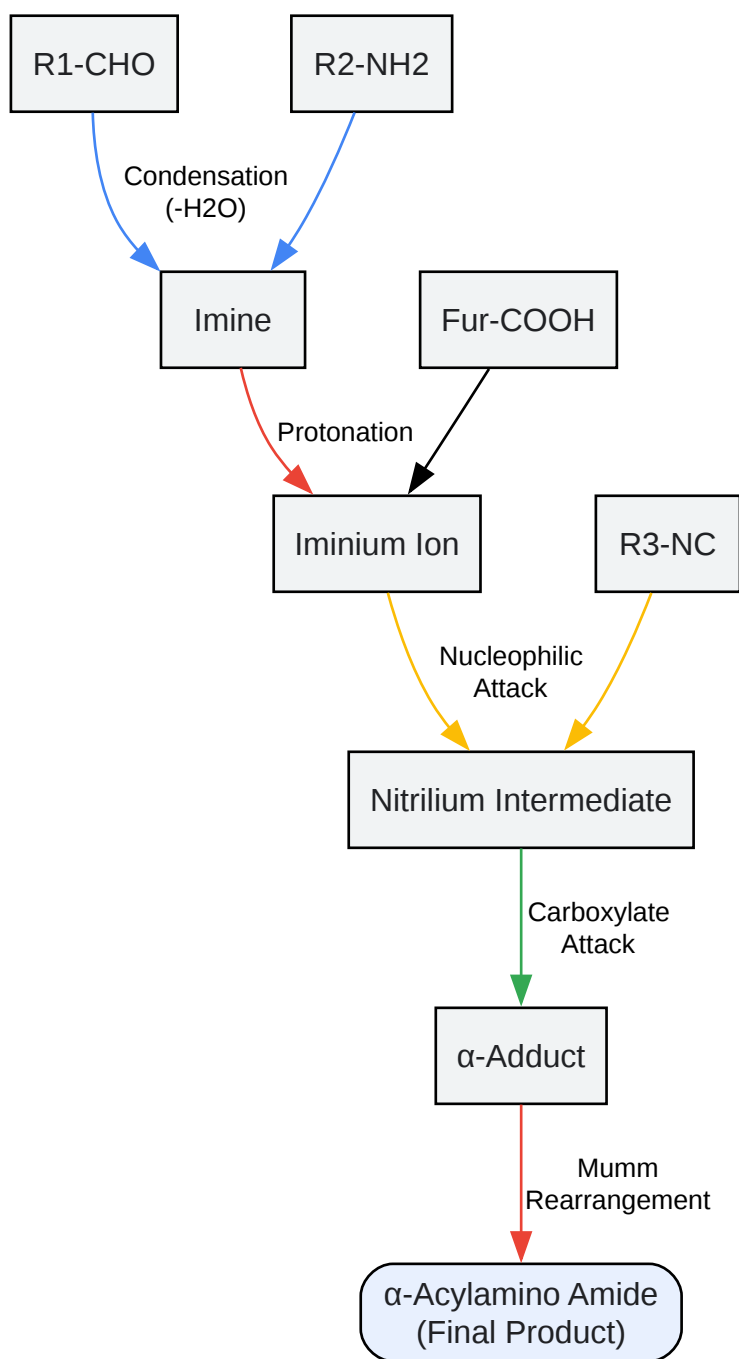 R1-CHO
R2-NH2
Condensation
(-H2O)
Imine
Fur-COOH
Protonation
Iminium Ion
R3-NC
Nucleophilic
Attack
Nitrilium Intermediate
Carboxylate
Attack
α-Adduct
Mumm
Rearrangement
α-Acylamino Amide
(Final Product)